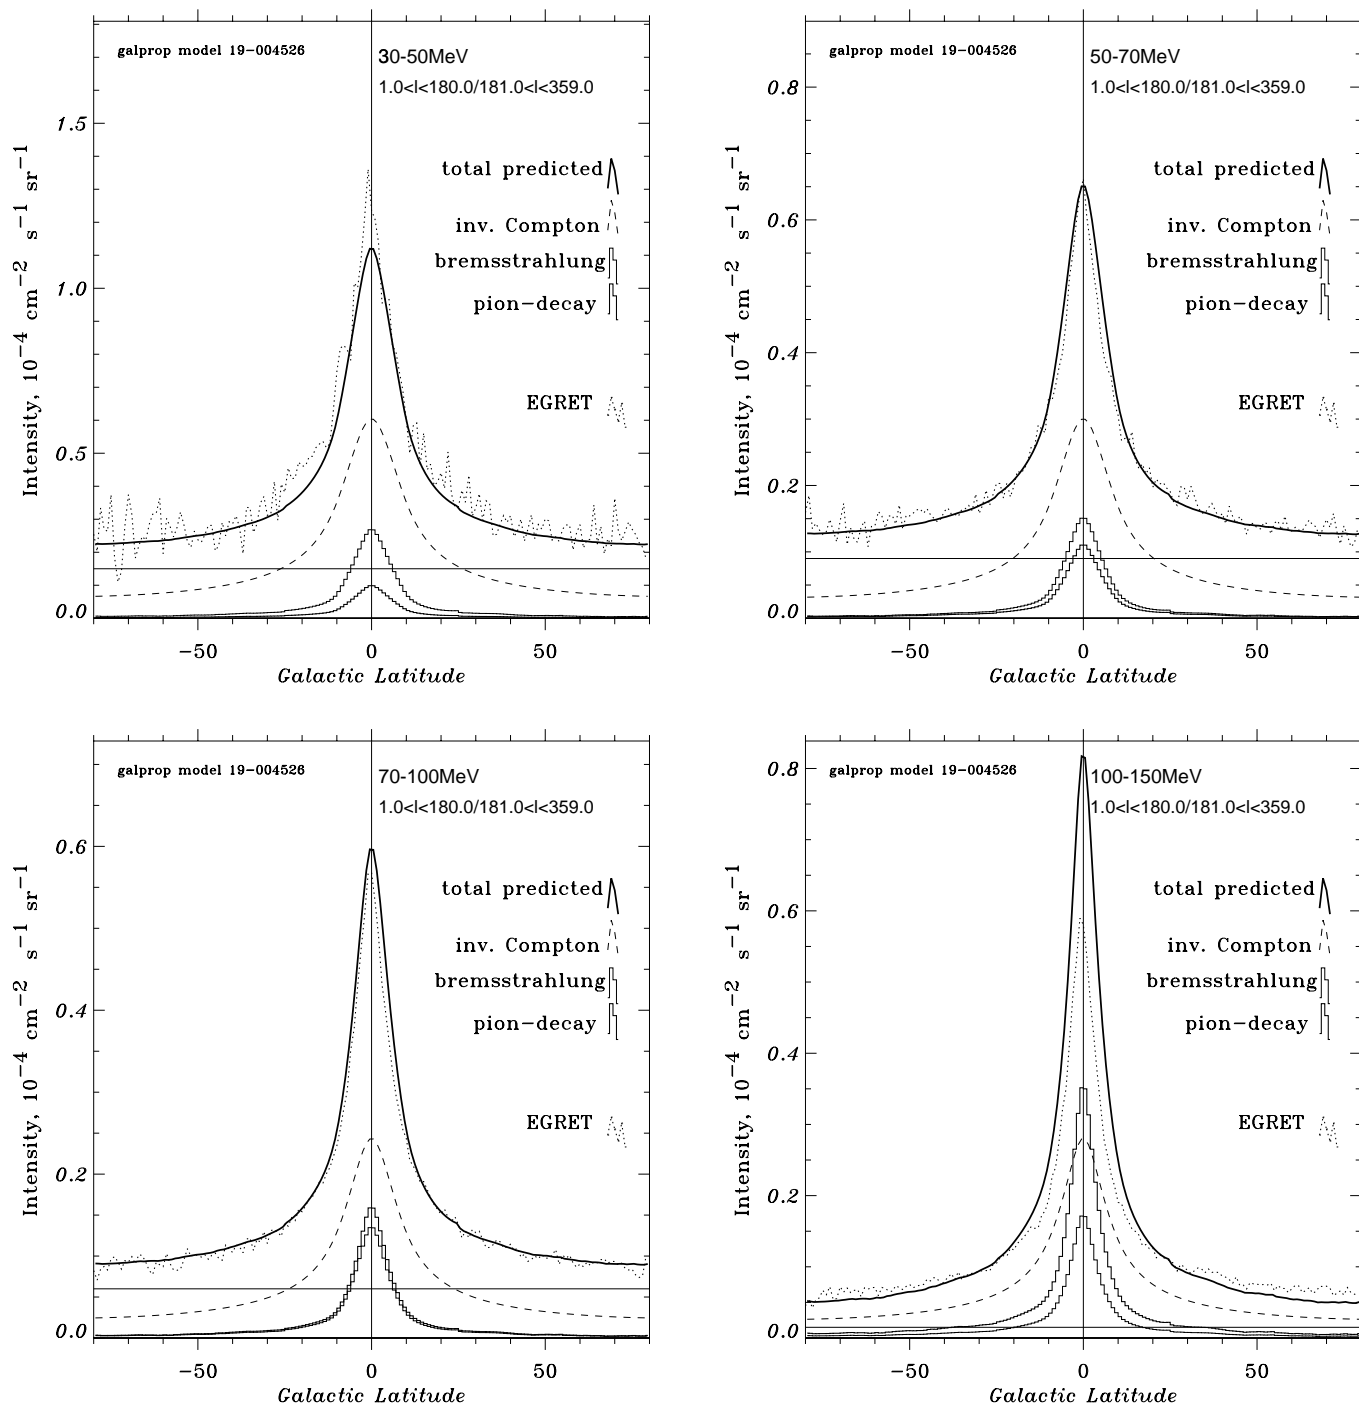 galprop model 19-004526
30-50MeV
1.0<l<180.0/181.0<l<359.0
total predicted
inv. Compton
bremsstrahlung
pion-decay
EGRET
1.5
1.0
0.5
0.0
Intensity, 10^-4 cm^-2 s^-1 sr^-1
-50 0 50
Galactic Latitude
galprop model 19-004526
50-70MeV
1.0<l<180.0/181.0<l<359.0
total predicted
inv. Compton
bremsstrahlung
pion-decay
EGRET
0.8
0.6
0.4
0.2
0.0
Intensity, 10^-4 cm^-2 s^-1 sr^-1
-50 0 50
Galactic Latitude
galprop model 19-004526
70-100MeV
1.0<l<180.0/181.0<l<359.0
total predicted
inv. Compton
bremsstrahlung
pion-decay
EGRET
0.6
0.4
0.2
0.0
Intensity, 10^-4 cm^-2 s^-1 sr^-1
-50 0 50
Galactic Latitude
galprop model 19-004526
100-150MeV
1.0<l<180.0/181.0<l<359.0
total predicted
inv. Compton
bremsstrahlung
pion-decay
EGRET
0.8
0.6
0.4
0.2
0.0
Intensity, 10^-4 cm^-2 s^-1 sr^-1
-50 0 50
Galactic Latitude